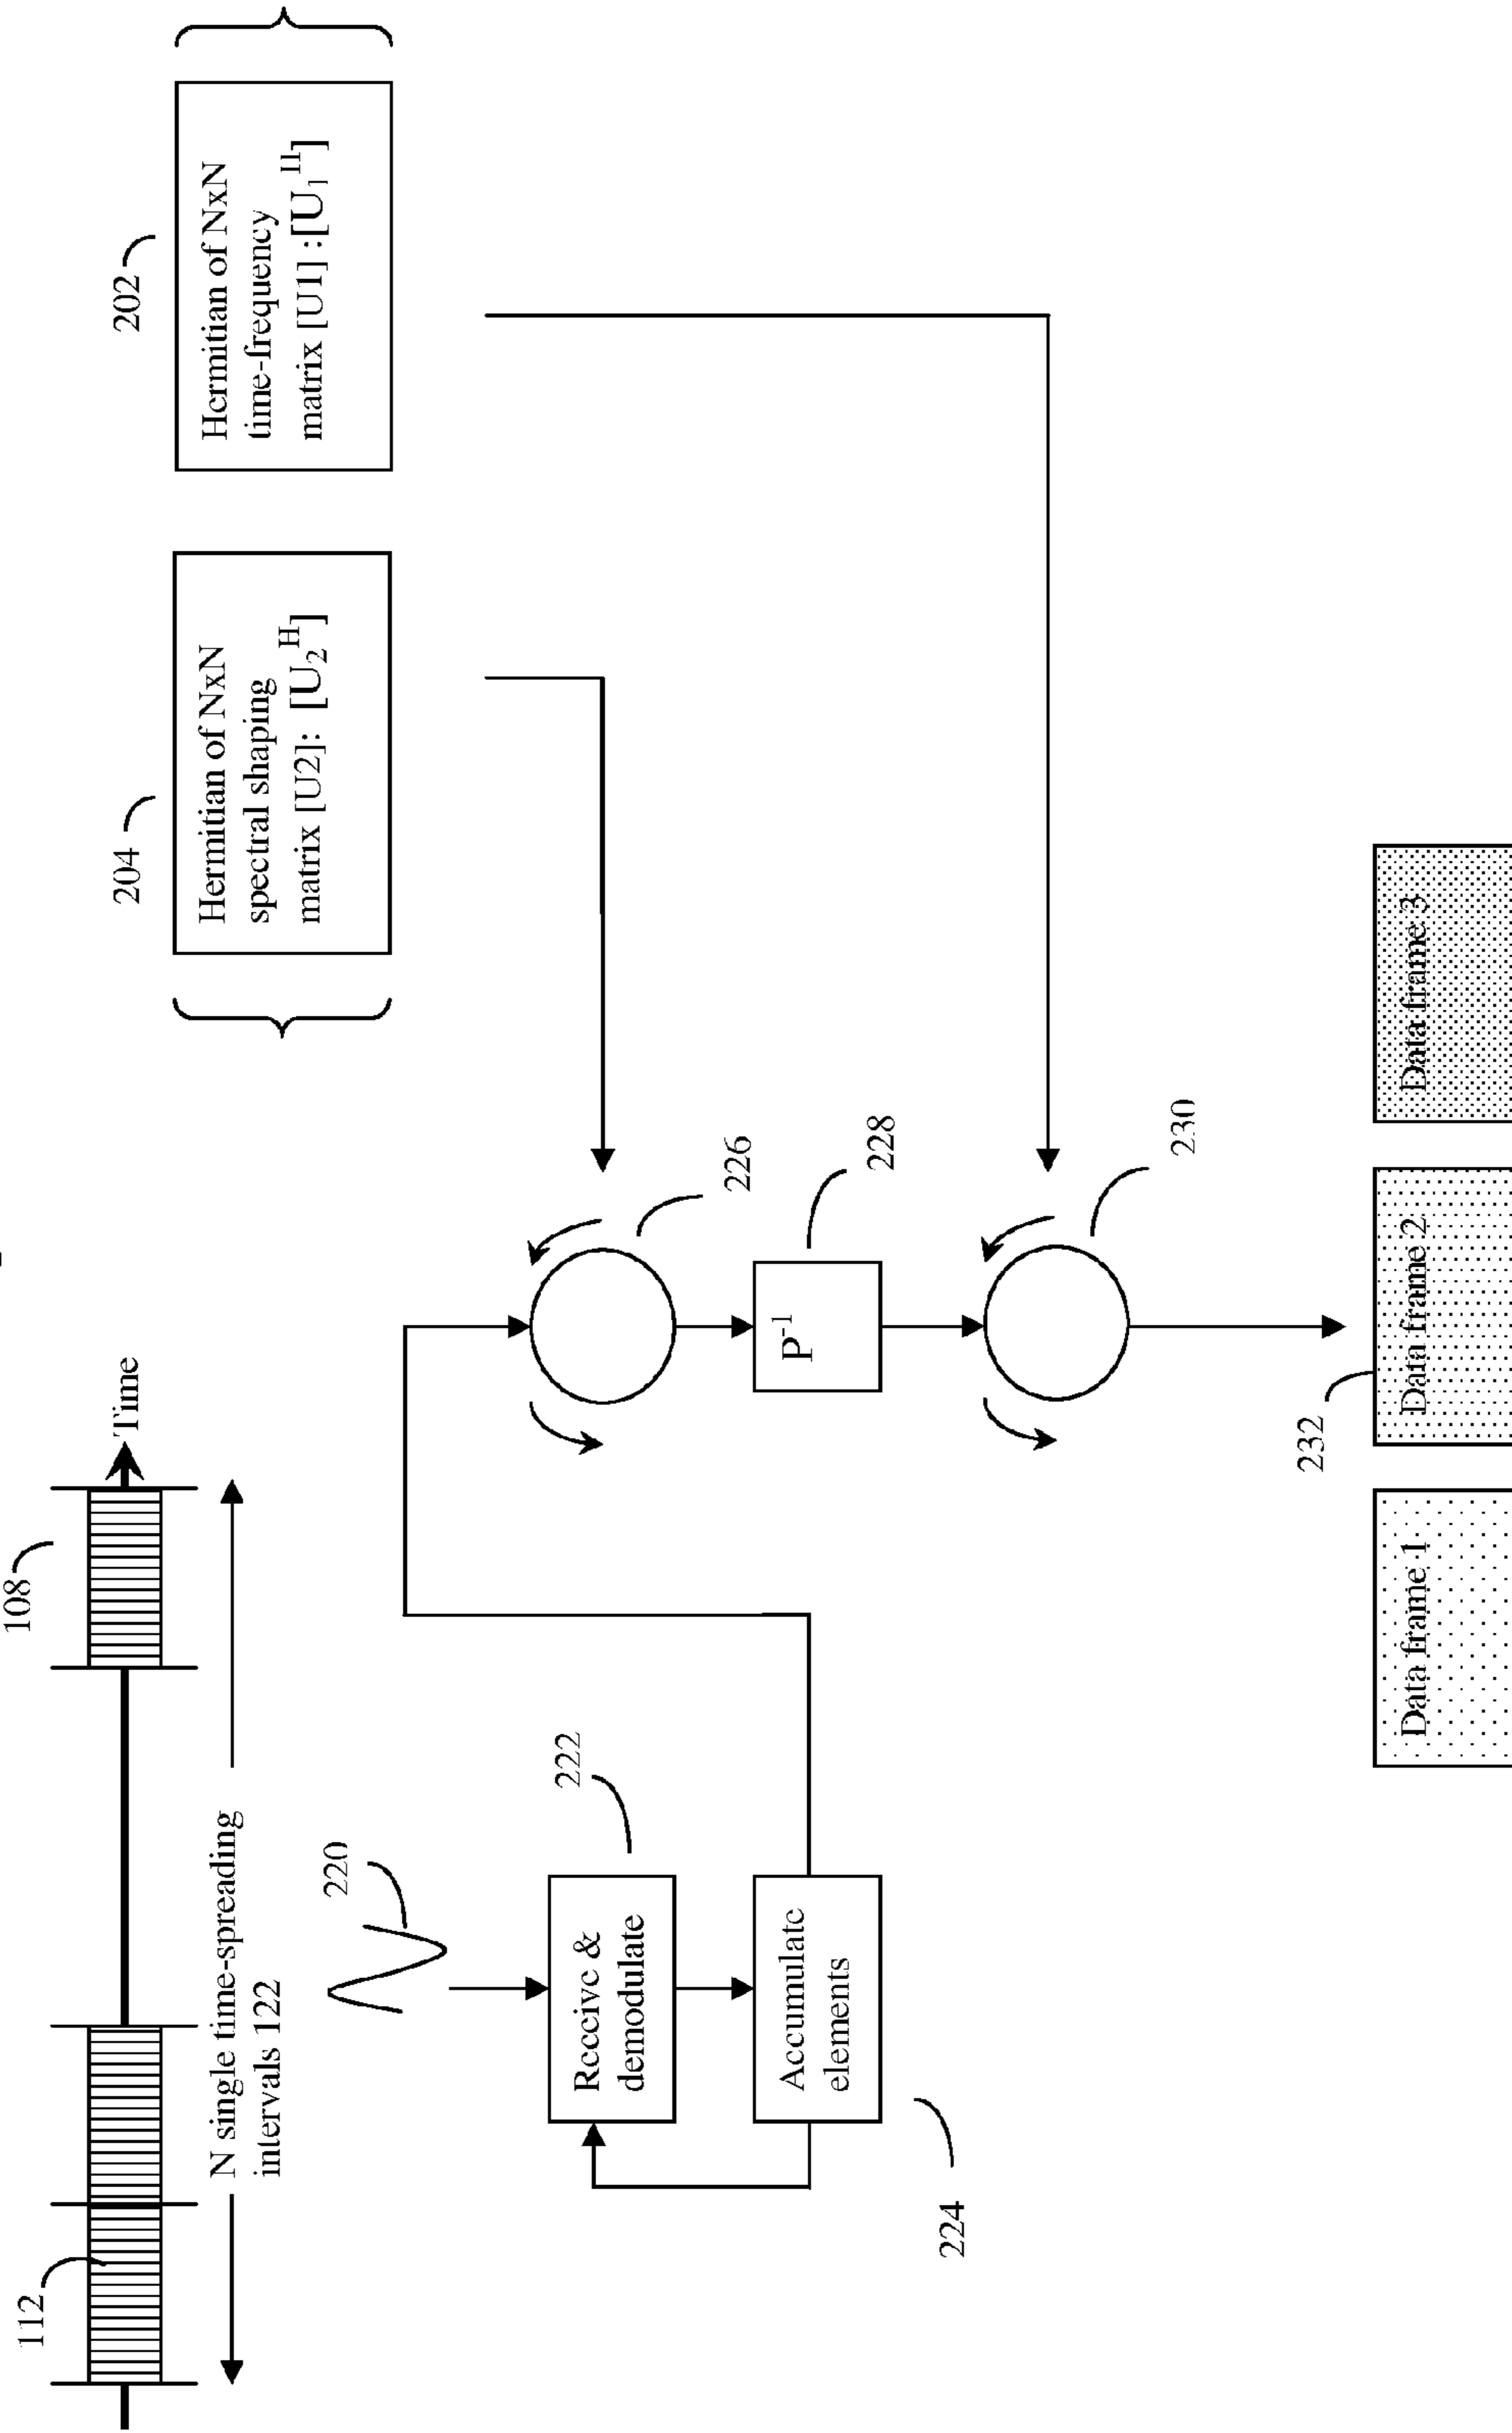 108
112
Time
N single time-spreading
intervals 122
220
222
Receive &
demodulate
Accumulate
elements
224
204
Hermitian of NxN
spectral shaping
matrix [U2]: [U₂ᴴ]
202
Hermitian of NxN
time-frequency
matrix [U1] :[U₁ᴴ]
226
P⁻¹
228
230
232
Data frame 1
Data frame 2
Data frame 3